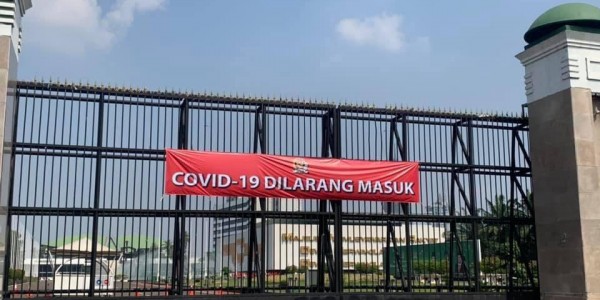 COVID-19 DILARANG MASUK